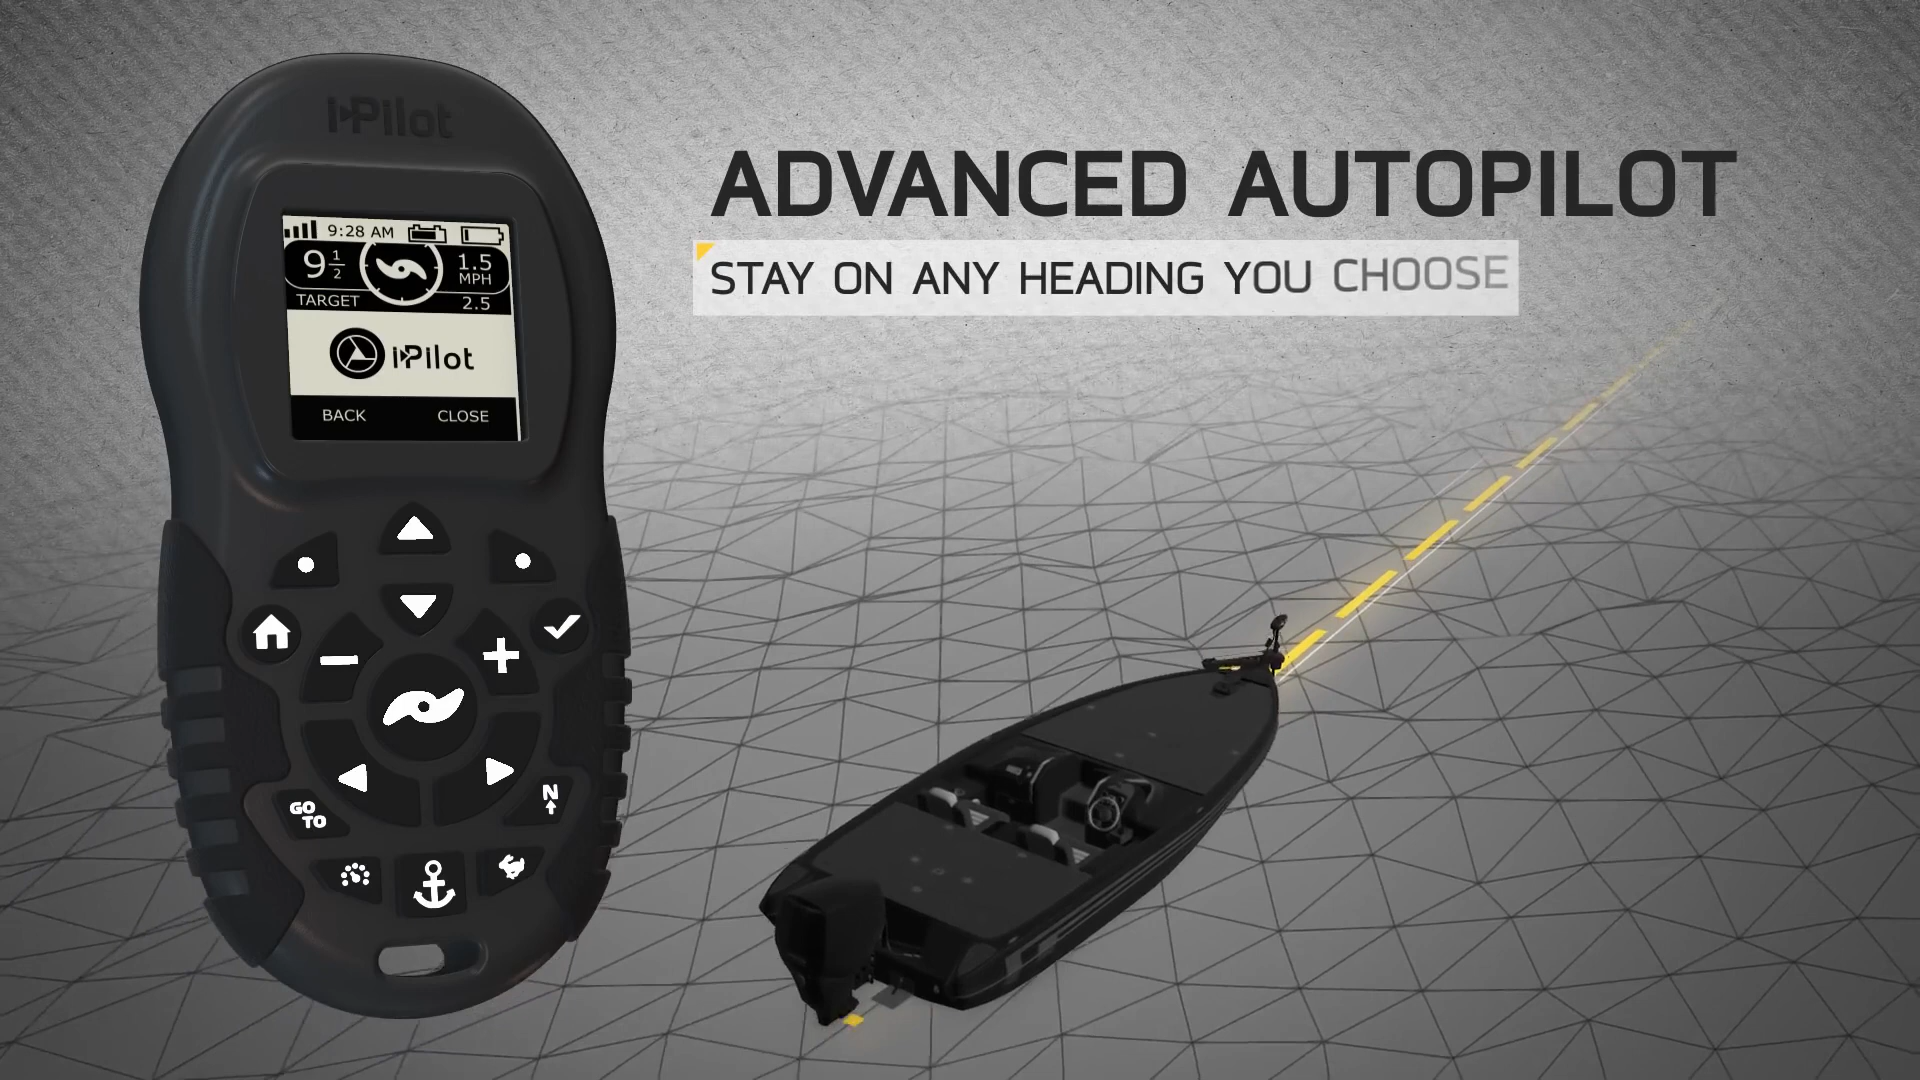 i-Pilot
9:28 AM
9 1/2
1.5
MPH
TARGET
2.5
i-Pilot
BACK
CLOSE
GO
TO
N
ADVANCED AUTOPILOT
STAY ON ANY HEADING YOU CHOOSE